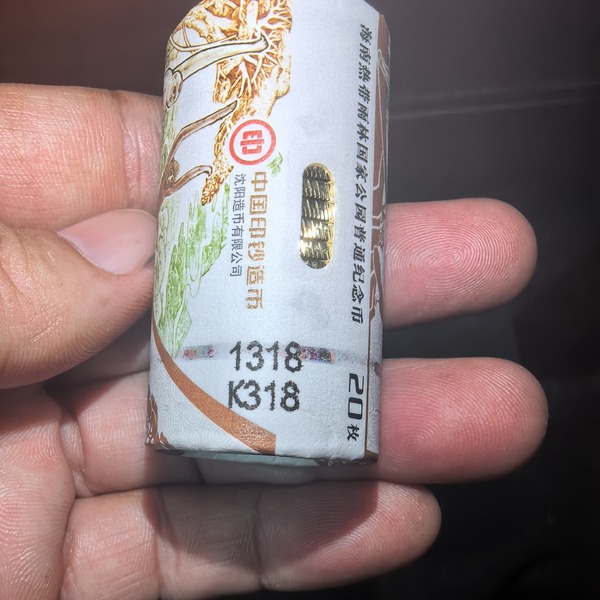 海南热带雨林国家公园普通纪念币
20枚
中国印钞造币
沈阳造币有限公司
1318
K318